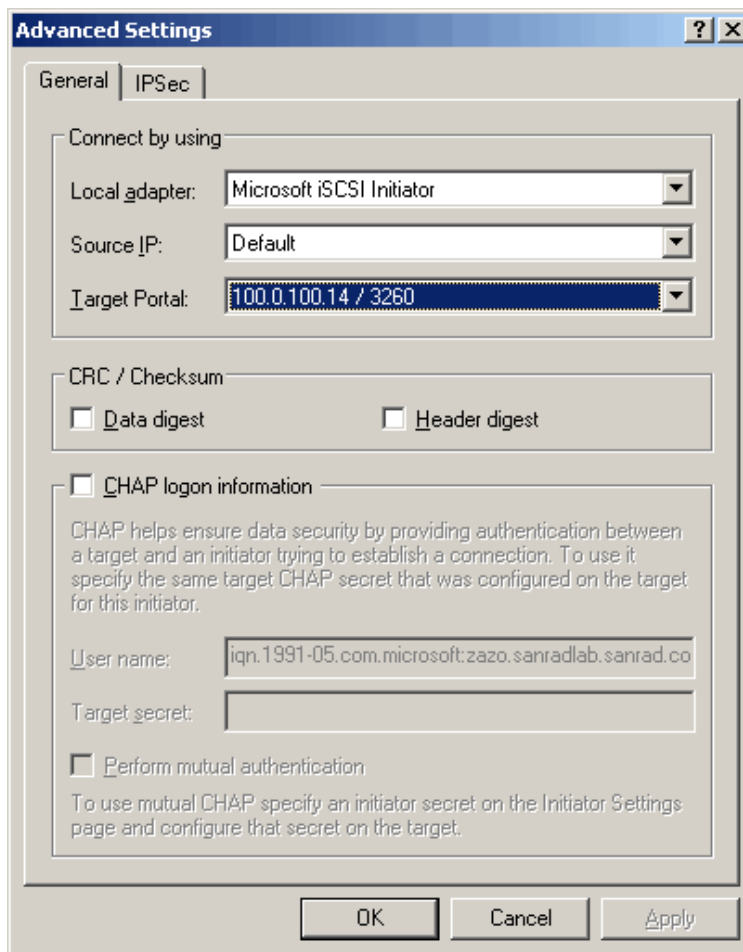 Advanced Settings
General IPSec
Connect by using
Local adapter: Microsoft iSCSI Initiator
Source IP: Default
Target Portal: 100.0.100.14 / 3260
CRC / Checksum
Data digest Header digest
CHAP logon information
CHAP helps ensure data security by providing authentication between
a target and an initiator trying to establish a connection. To use it
specify the same target CHAP secret that was configured on the target
for this initiator.
User name: iqn.1991-05.com.microsoft:zazo.sanradlab.sanrad.co
Target secret:
Perform mutual authentication
To use mutual CHAP specify an initiator secret on the Initiator Settings
page and configure that secret on the target.
OK Cancel Apply